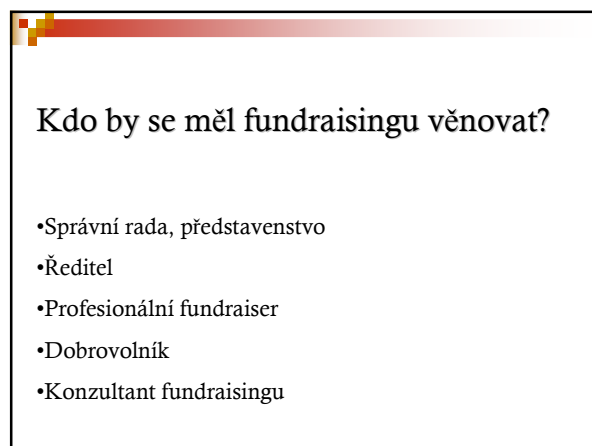 Kdo by se měl fundraisingu věnovat?
•Správní rada, představenstvo
•Ředitel
•Profesionální fundraiser
•Dobrovolník
•Konzultant fundraisingu